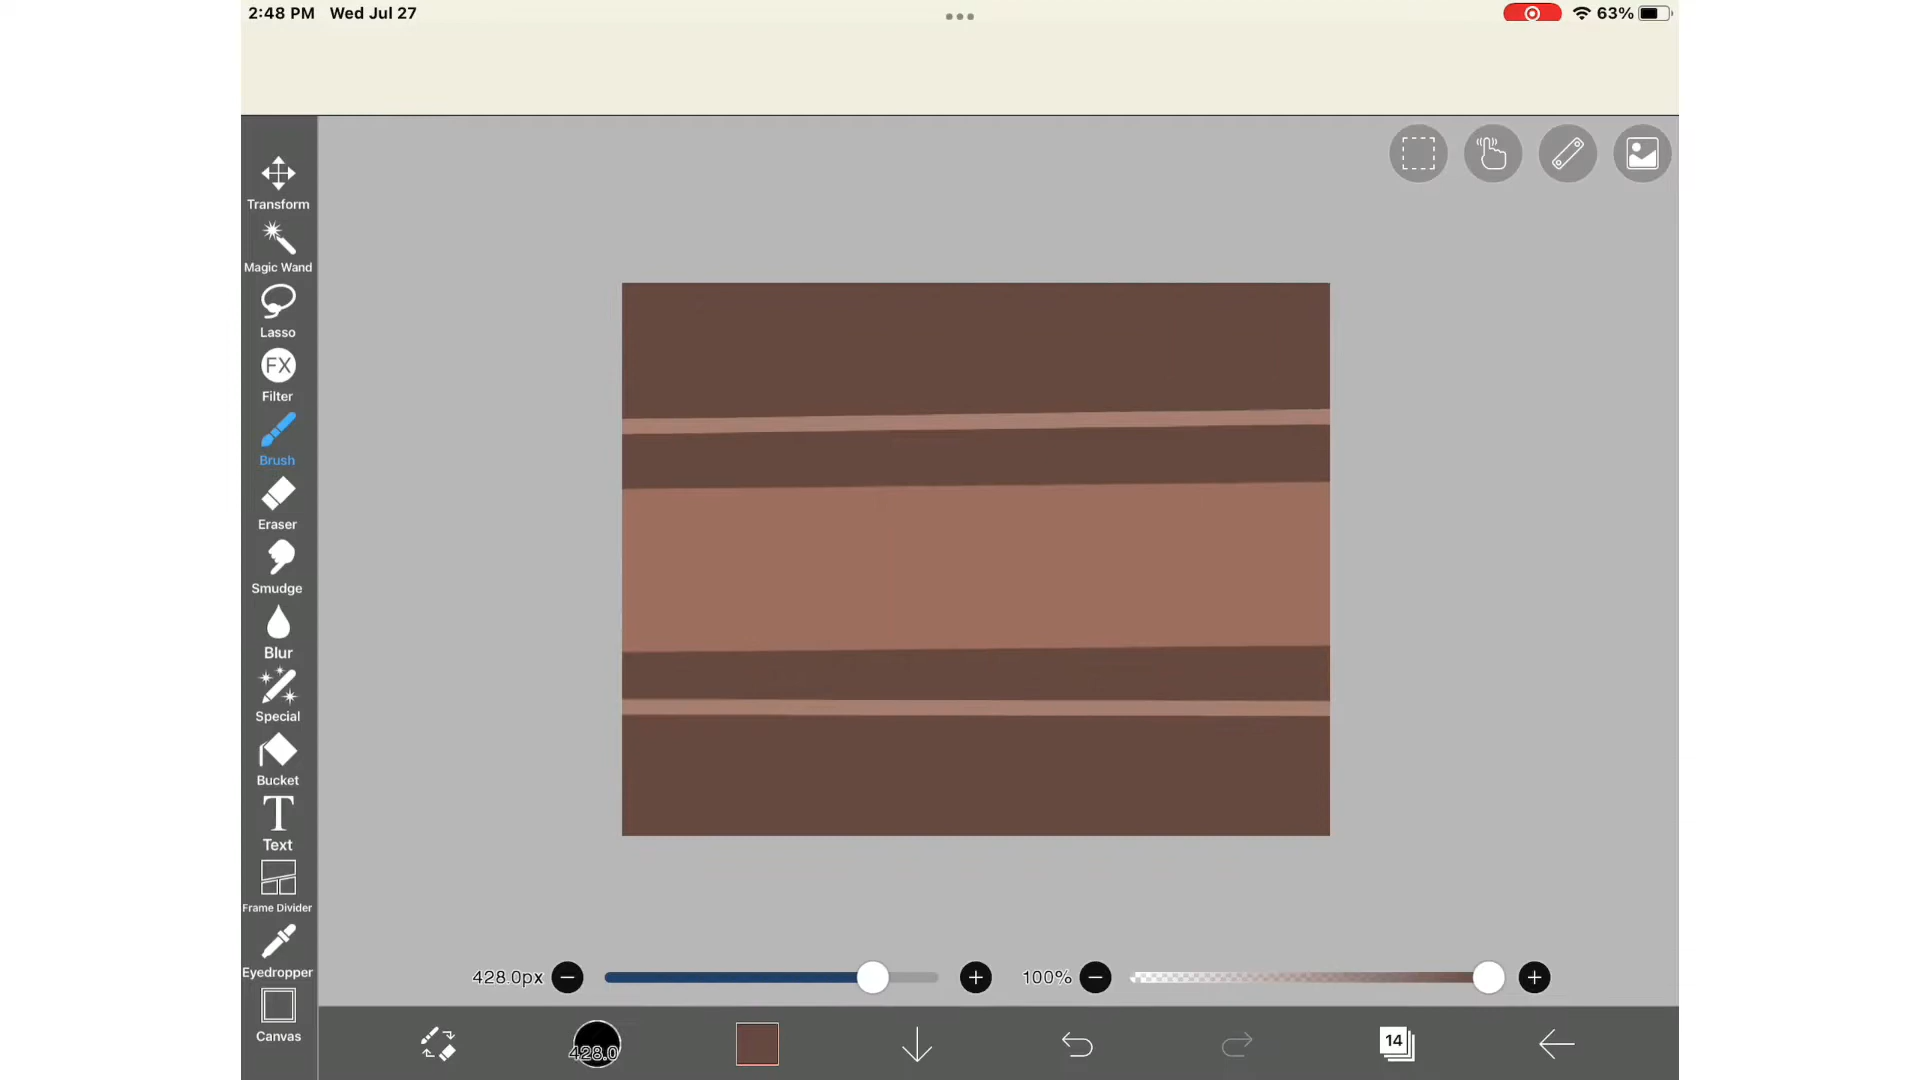 2:48 PM Wed Jul 27
63%
Transform
Magic Wand
Lasso
FX
Filter
Brush
Eraser
Smudge
Blur
Special
Bucket
T
Text
Frame Divider
Eyedropper
Canvas
428.0px
100%
428.0
14